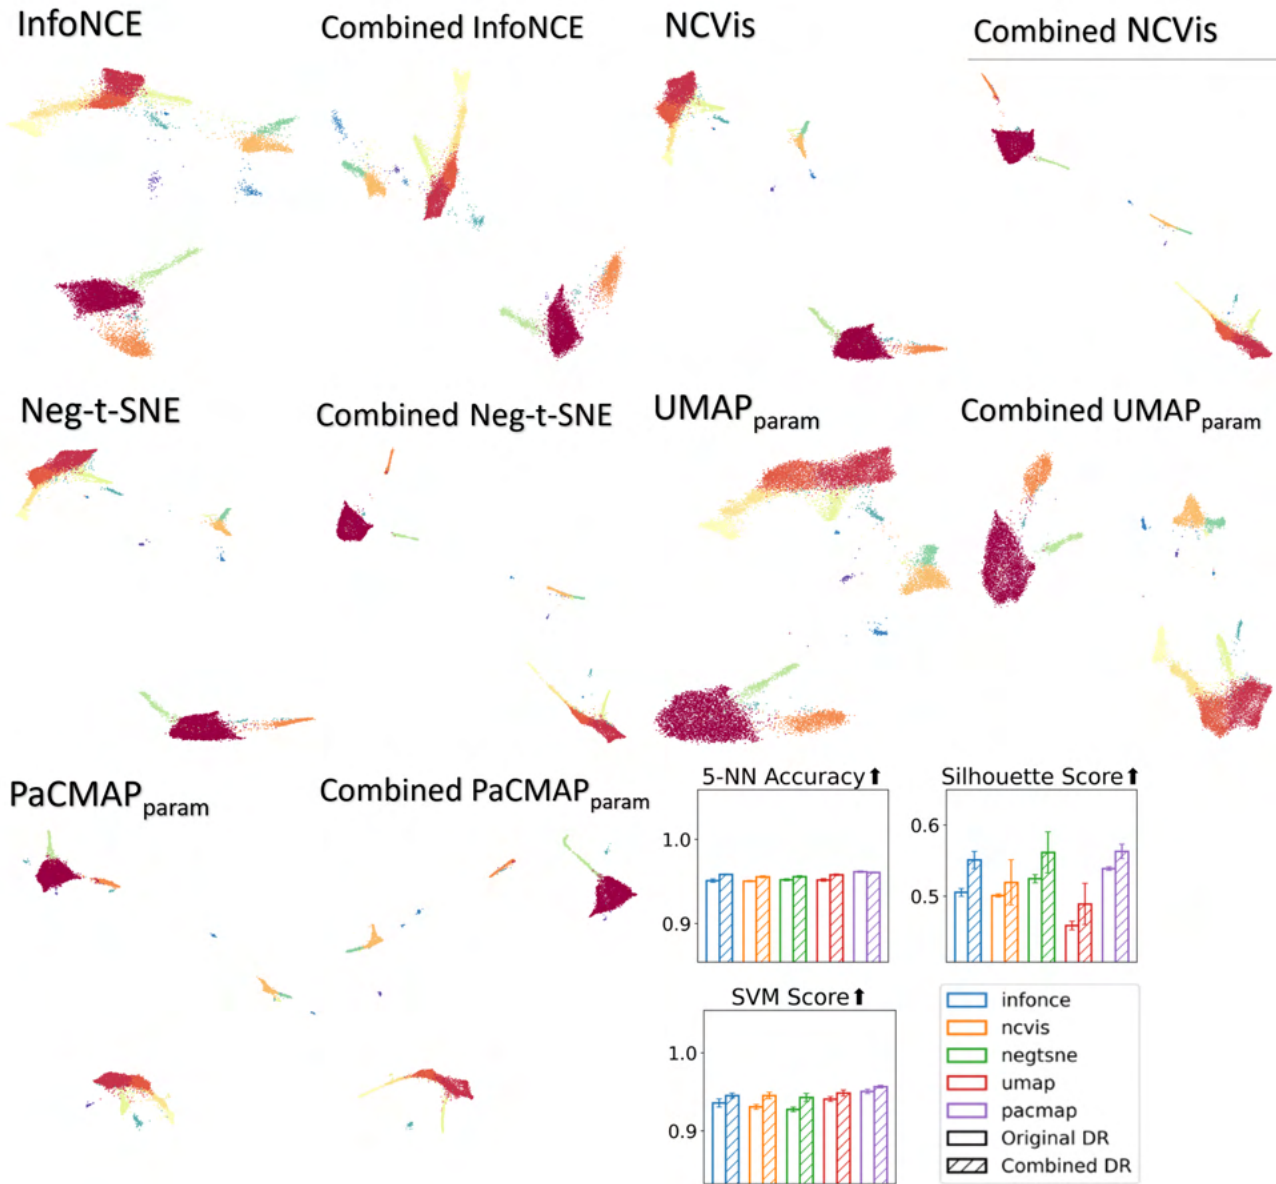 InfoNCE
Combined InfoNCE
NCVis
Combined NCVis
Neg-t-SNE
Combined Neg-t-SNE
UMAPparam
Combined UMAPparam
PaCMAPparam
Combined PaCMAPparam
5-NN Accuracy⬆
1.0
0.9
Silhouette Score⬆
0.6
0.5
SVM Score⬆
1.0
0.9
infonce
ncvis
negtsne
umap
pacmap
Original DR
Combined DR